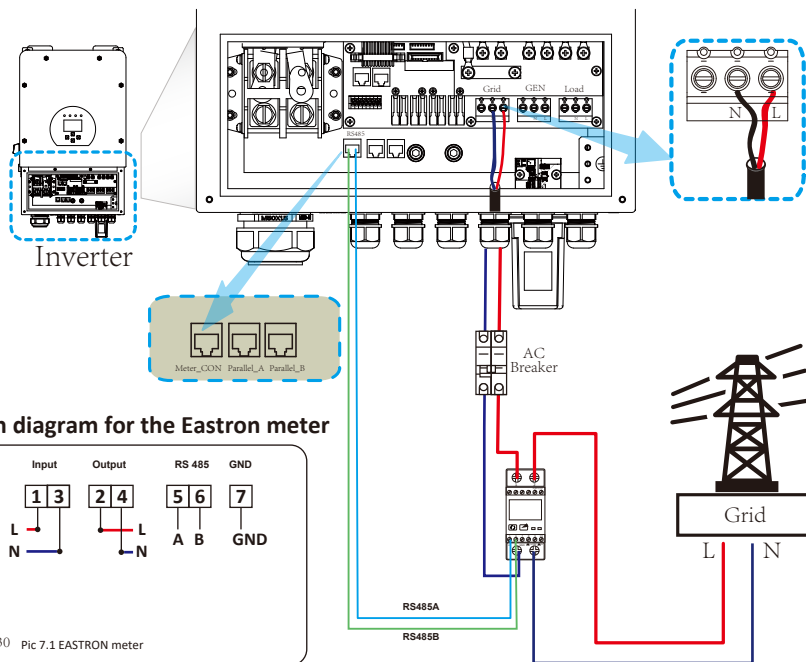 Inverter
RS485
Grid
GEN
Load
N
L
Meter_CON
Parallel_A
Parallel_B
AC
Breaker
n diagram for the Eastron meter
Input
Output
RS 485
GND
1
3
2
4
5
6
7
L
L
N
N
A
B
GND
30
Pic 7.1 EASTRON meter
RS485A
RS485B
Grid
L
N